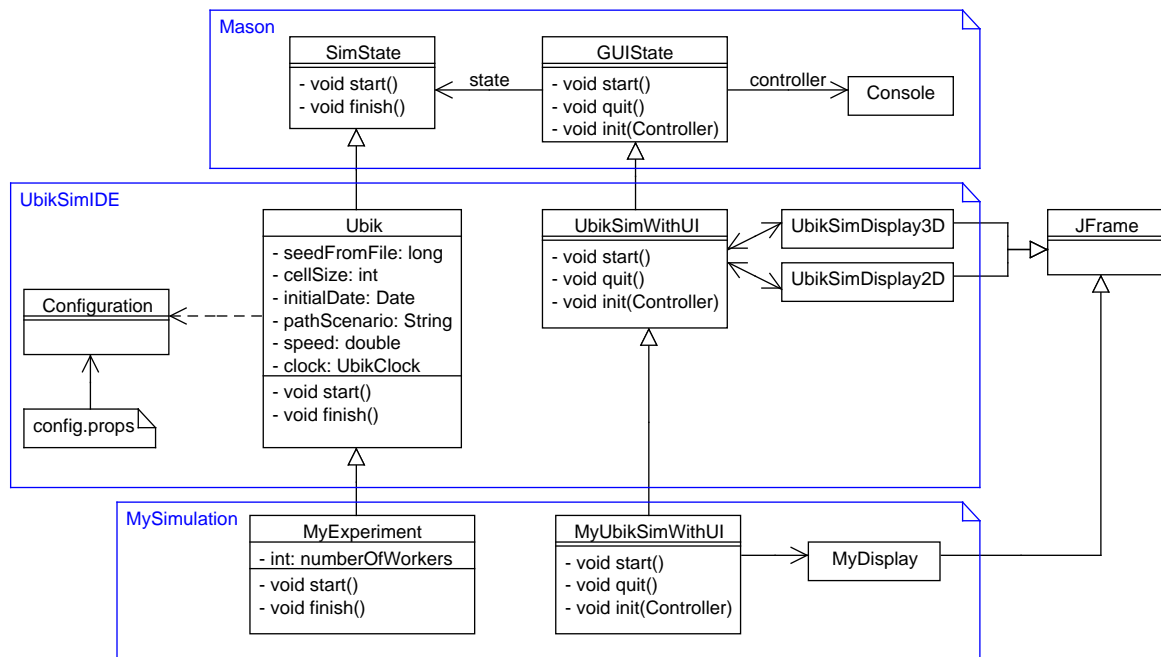 Mason
SimState
- void start()
- void finish()
state
GUIState
- void start()
- void quit()
- void init(Controller)
controller
Console
UbikSimIDE
Ubik
- seedFromFile: long
- cellSize: int
- initialDate: Date
- pathScenario: String
- speed: double
- clock: UbikClock
- void start()
- void finish()
Configuration
config.props
UbikSimWithUI
- void start()
- void quit()
- void init(Controller)
UbikSimDisplay3D
UbikSimDisplay2D
JFrame
MySimulation
MyExperiment
- int: numberOfWorkers
- void start()
- void finish()
MyUbikSimWithUI
- void start()
- void quit()
- void init(Controller)
MyDisplay